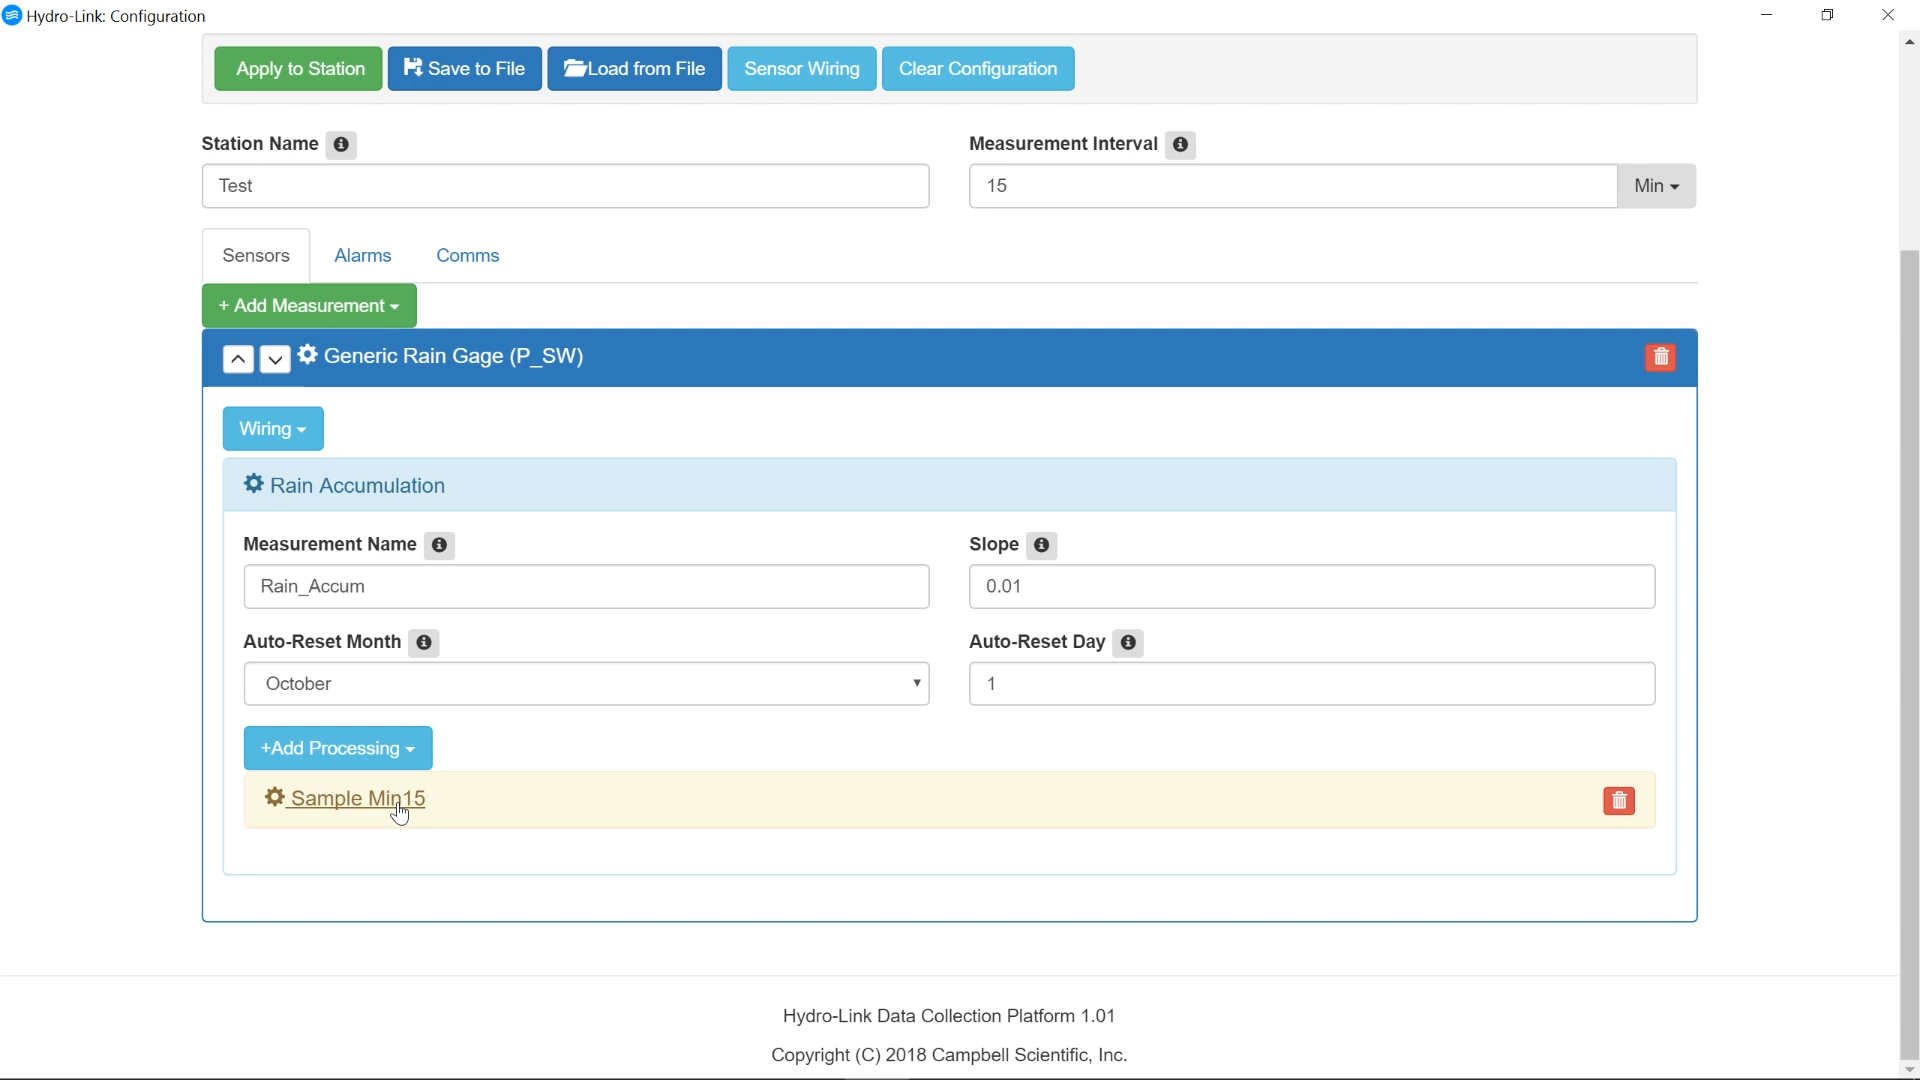 Hydro-Link: Configuration
Apply to Station Save to File Load from File Sensor Wiring Clear Configuration
Station Name Measurement Interval
Test 15 Min
Sensors Alarms Comms
+ Add Measurement
Generic Rain Gage (P_SW)
Wiring
Rain Accumulation
Measurement Name Slope
Rain_Accum 0.01
Auto-Reset Month Auto-Reset Day
October 1
+Add Processing
Sample Min15
Hydro-Link Data Collection Platform 1.01
Copyright (C) 2018 Campbell Scientific, Inc.